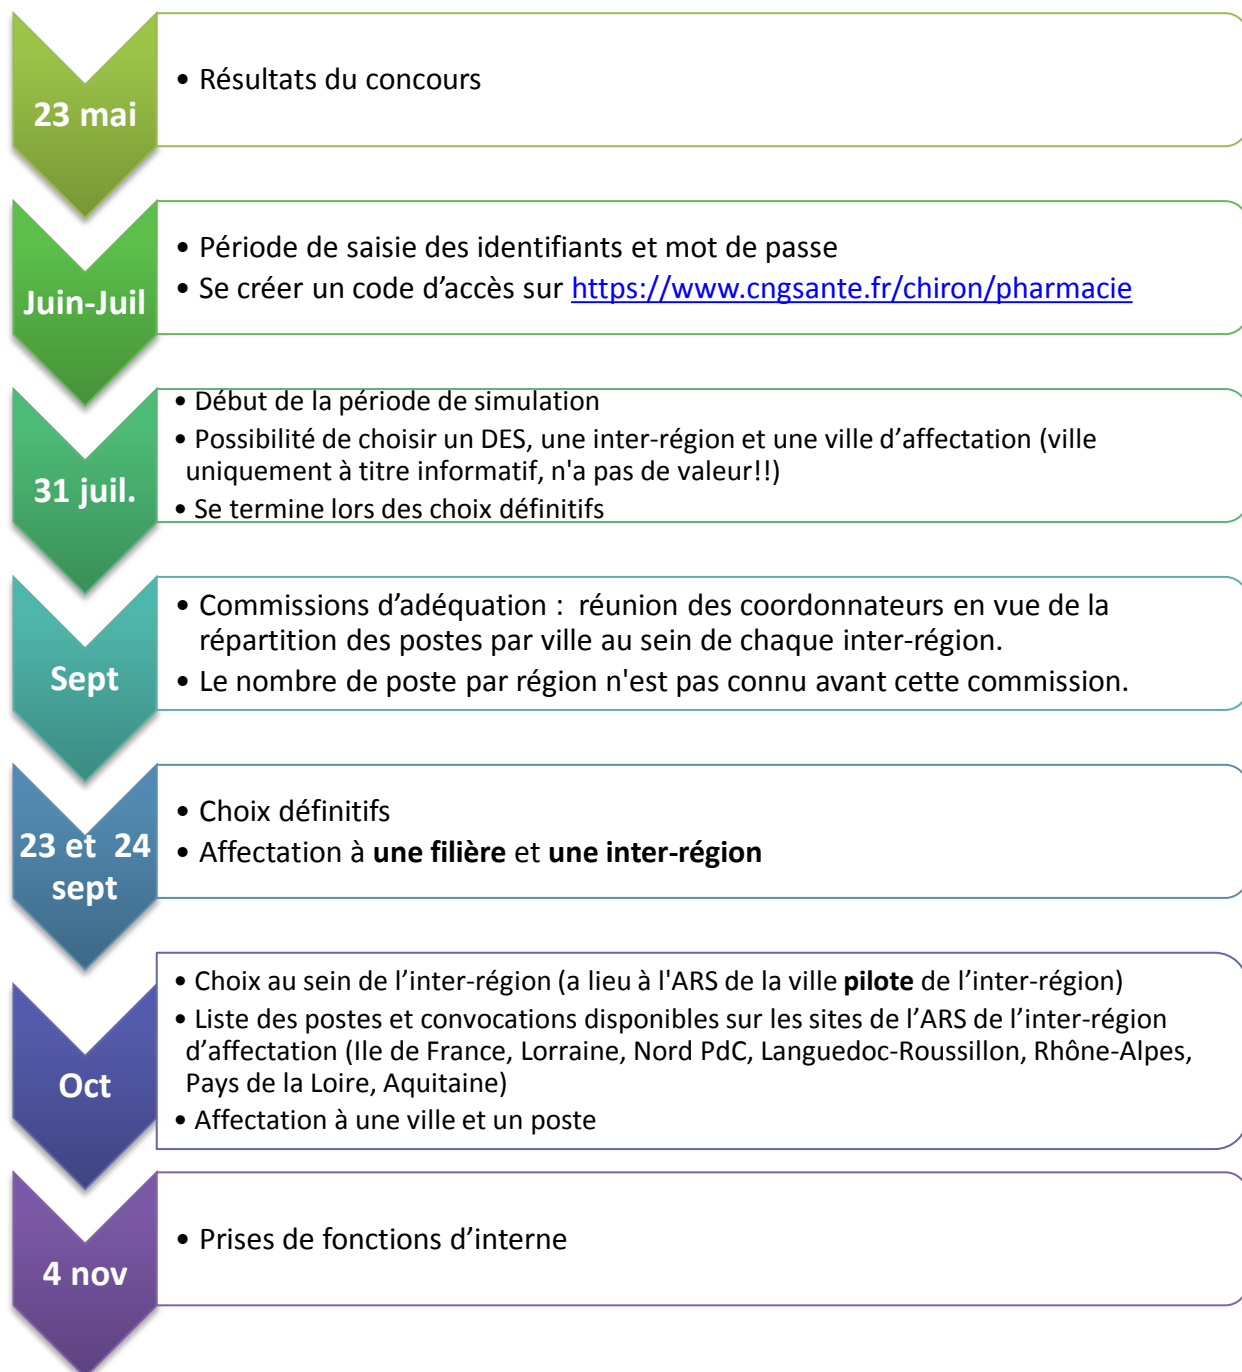 23 mai
• Résultats du concours
Juin-Juil
• Période de saisie des identifiants et mot de passe
• Se créer un code d’accès sur https://www.cngsante.fr/chiron/pharmacie
31 juil.
• Début de la période de simulation
• Possibilité de choisir un DES, une inter-région et une ville d’affectation (ville
uniquement à titre informatif, n'a pas de valeur!!)
• Se termine lors des choix définitifs
Sept
• Commissions d’adéquation : réunion des coordonnateurs en vue de la
répartition des postes par ville au sein de chaque inter-région.
• Le nombre de poste par région n'est pas connu avant cette commission.
23 et 24
sept
• Choix définitifs
• Affectation à une filière et une inter-région
Oct
• Choix au sein de l’inter-région (a lieu à l'ARS de la ville pilote de l’inter-région)
• Liste des postes et convocations disponibles sur les sites de l’ARS de l’inter-région
d’affectation (Ile de France, Lorraine, Nord PdC, Languedoc-Roussillon, Rhône-Alpes,
Pays de la Loire, Aquitaine)
• Affectation à une ville et un poste
4 nov
• Prises de fonctions d’interne